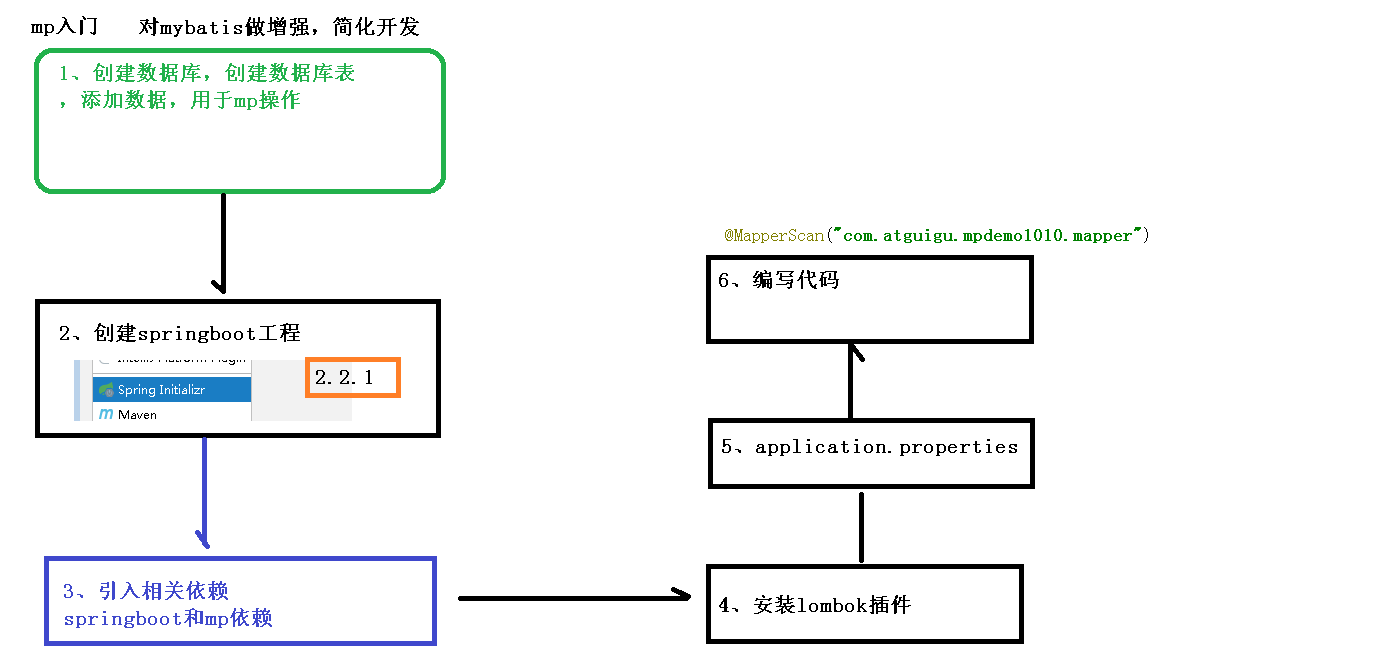 mp入门 对mybatis做增强，简化开发
1、创建数据库，创建数据库表
，添加数据，用于mp操作
2、创建springboot工程
2.2.1
Spring Initializr
m Maven
3、引入相关依赖
springboot和mp依赖
4、安装lombok插件
5、application.properties
@MapperScan("com.atguigu.mpdemo1010.mapper")
6、编写代码